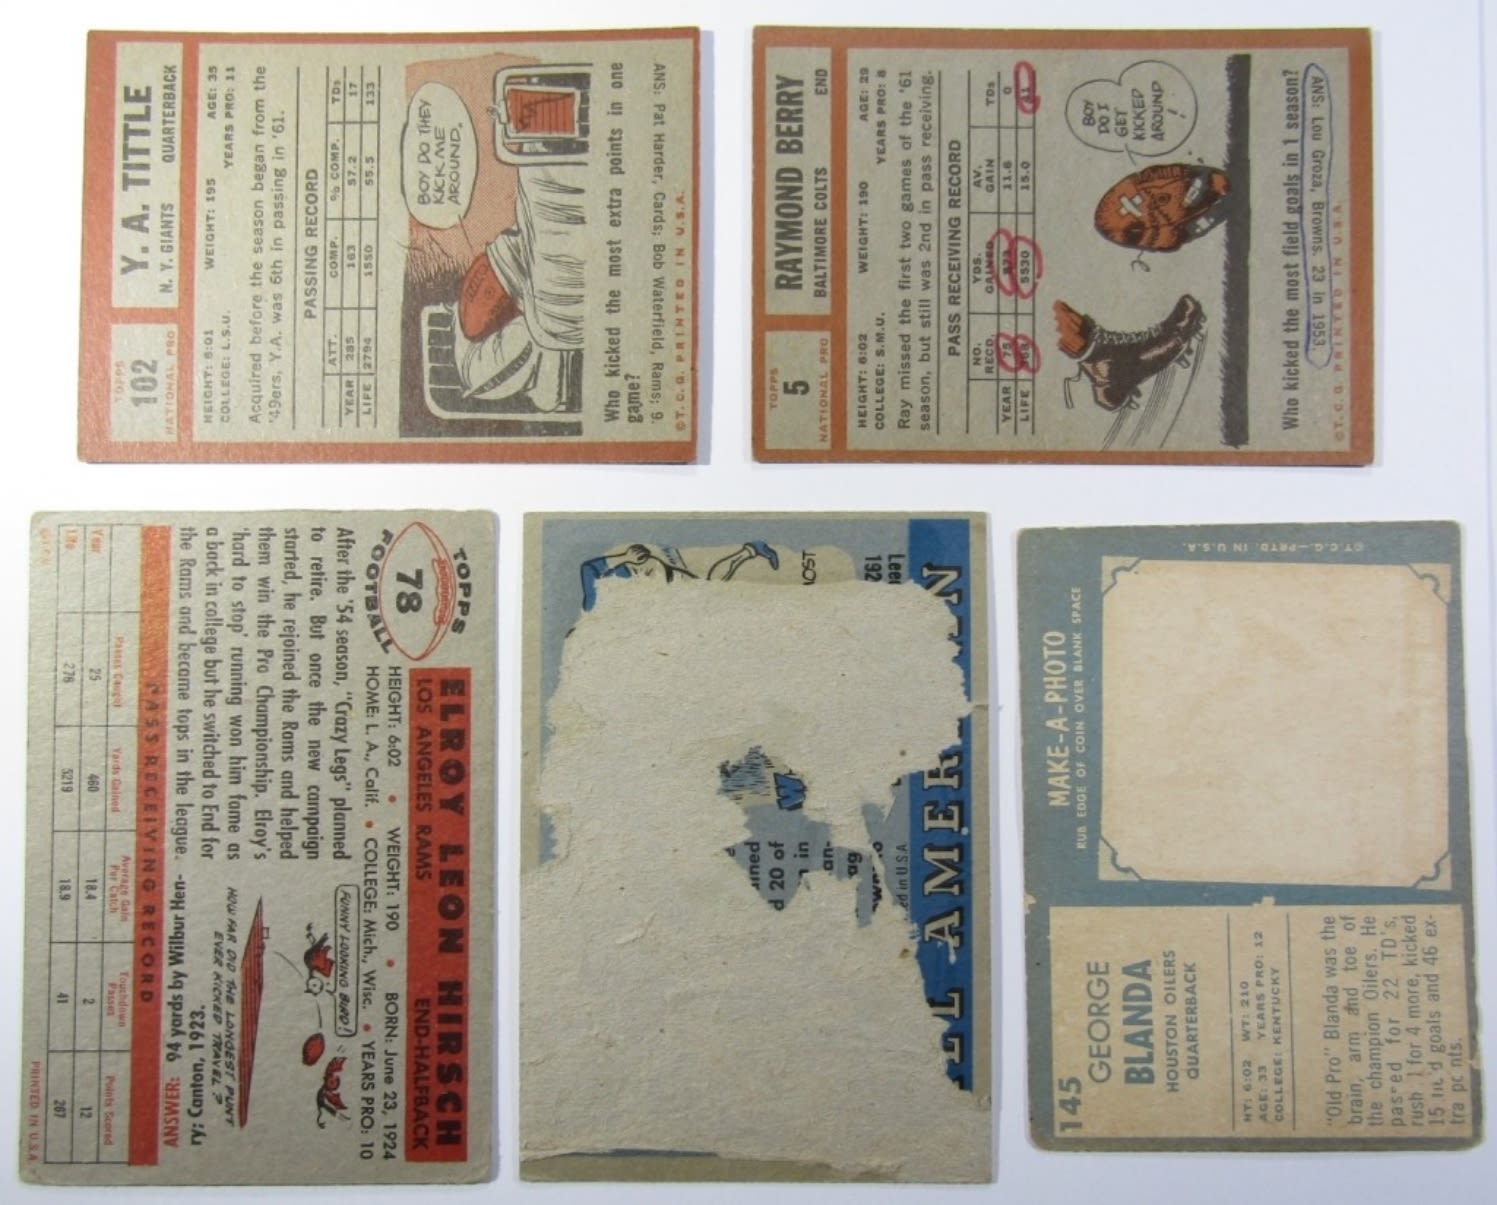 TOPPS
102
NATIONAL PRO
Y. A. TITTLE
N. Y. GIANTS QUARTERBACK
HEIGHT: 6:01 WEIGHT: 195 AGE: 35
COLLEGE: L.S.U. YEARS PRO: 11
Acquired before the season began from the
'49ers, Y.A. was 6th in passing in '61.
PASSING RECORD
ATT. COMP. % COMP. TDs
YEAR 285 163 57.2 17
LIFE 2794 1550 55.5 133
BOY DO THEY
KICK ME
AROUND.
Who kicked the most extra points in one
game?
ANS: Pat Harder, Cards; Bob Waterfield, Rams; 9.
©T.C.G. PRINTED IN U.S.A.
TOPPS
5
NATIONAL PRO
RAYMOND BERRY
BALTIMORE COLTS END
HEIGHT: 6:02 WEIGHT: 190 AGE: 29
COLLEGE: S.M.U. YEARS PRO: 8
Ray missed the first two games of the '61
season, but still was 2nd in pass receiving.
PASS RECEIVING RECORD
NO. YDS. AV.
RECD. GAINED GAIN TDs
YEAR 75 873 11.6 0
LIFE 5530 15.0
BOY
DO I
GET
KICKED
AROUND
!
Who kicked the most field goals in 1 season?
ANS: Lou Groza, Browns. 23 in 1953
©T.C.G. PRINTED IN U.S.A.
TOPPS
78
FOOTBALL
ELROY LEON HIRSCH
LOS ANGELES RAMS END-HALFBACK
HEIGHT: 6:02 • WEIGHT: 190 • BORN: June 23, 1924
HOME: L. A., Calif. • COLLEGE: Mich., Wisc. • YEARS PRO: 10
After the '54 season, "Crazy Legs" planned
to retire. But once the new campaign
started, he rejoined the Rams and helped
them win the Pro Championship. Elroy's
'hard to stop' running won him fame as
a back in college but he switched to End for
the Rams and became tops in the league.
FUNNY LOOKING BIRD!
HOW FAR DID THE LONGEST PUNT
EVER KICKED TRAVEL?
ANSWER: 94 yards by Wilbur Hen-
ry: Canton, 1923.
PASS RECEIVING RECORD
Year Passes Caught Yards Gained Average Gain Per Catch Touchdown Passes Points Scored
25 460 18.4 2 12
Life 276 5219 18.9 41 267
PRINTED IN U.S.A.
Leer
192
OST
W
d 20 of
in
an-
ag
ed in U.S.A.
L AMER
145
GEORGE
BLANDA
HOUSTON OILERS
QUARTERBACK
HT: 6:02 WT: 210
AGE: 33 YEARS PRO: 12
COLLEGE: KENTUCKY
"Old Pro" Blanda was the
brain, arm and toe of
the champion Oilers. He
passed for 22 TD's,
rush 1 for 4 more, kicked
15 goals and 46 ex-
tra
MAKE-A-PHOTO
RUB EDGE OF COIN OVER BLANK SPACE
©T.C.G.—PRTD. IN U.S.A.